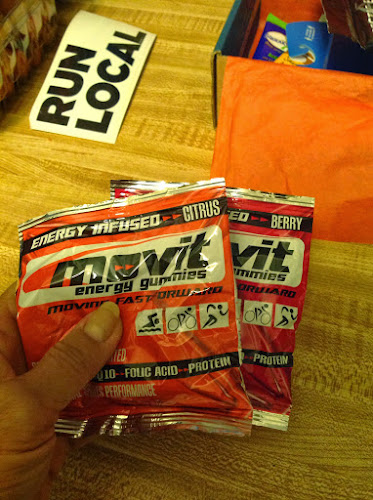 RUN
LOCAL
ENERGY INFUSED CITRUS
movit
energy gummies
MOVING FAST FORWARD
Q10 FOLIC ACID PROTEIN
PERFORMANCE
BERRY
movit
gummies
FORWARD
PROTEIN